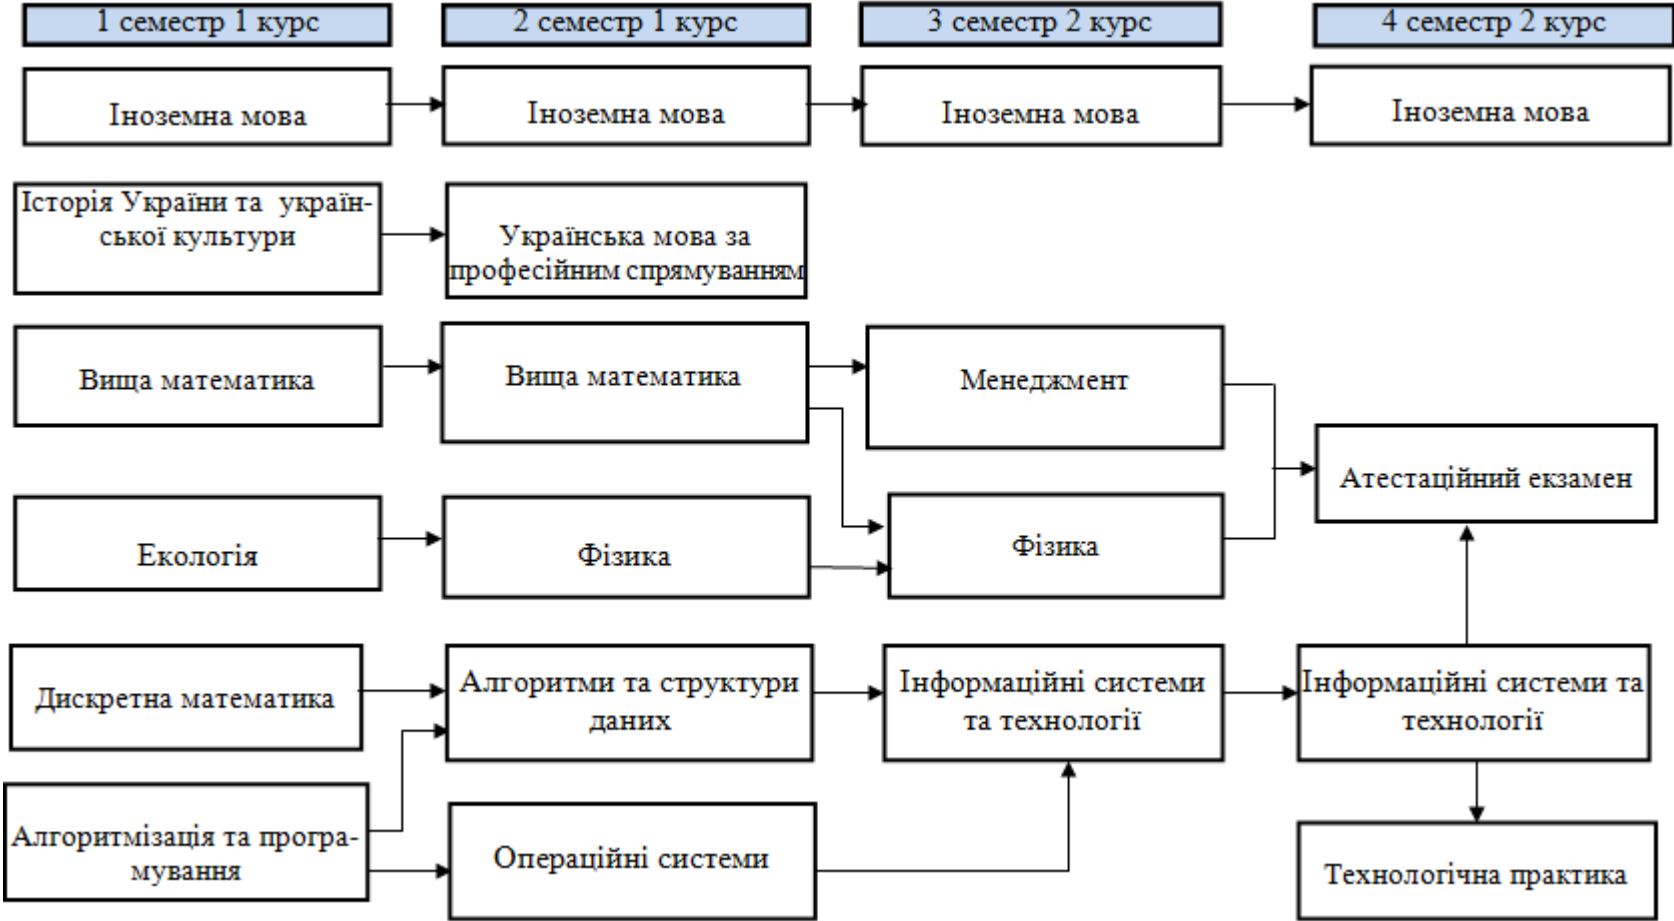 1 семестр 1 курс
2 семестр 1 курс
3 семестр 2 курс
4 семестр 2 курс
Іноземна мова
Іноземна мова
Іноземна мова
Іноземна мова
Історія України та україн-
ської культури
Українська мова за
професійним спрямуванням
Вища математика
Вища математика
Менеджмент
Атестаційний екзамен
Екологія
Фізика
Фізика
Дискретна математика
Алгоритми та структури
даних
Інформаційні системи
та технології
Інформаційні системи та
технології
Алгоритмізація та програ-
мування
Операційні системи
Технологічна практика